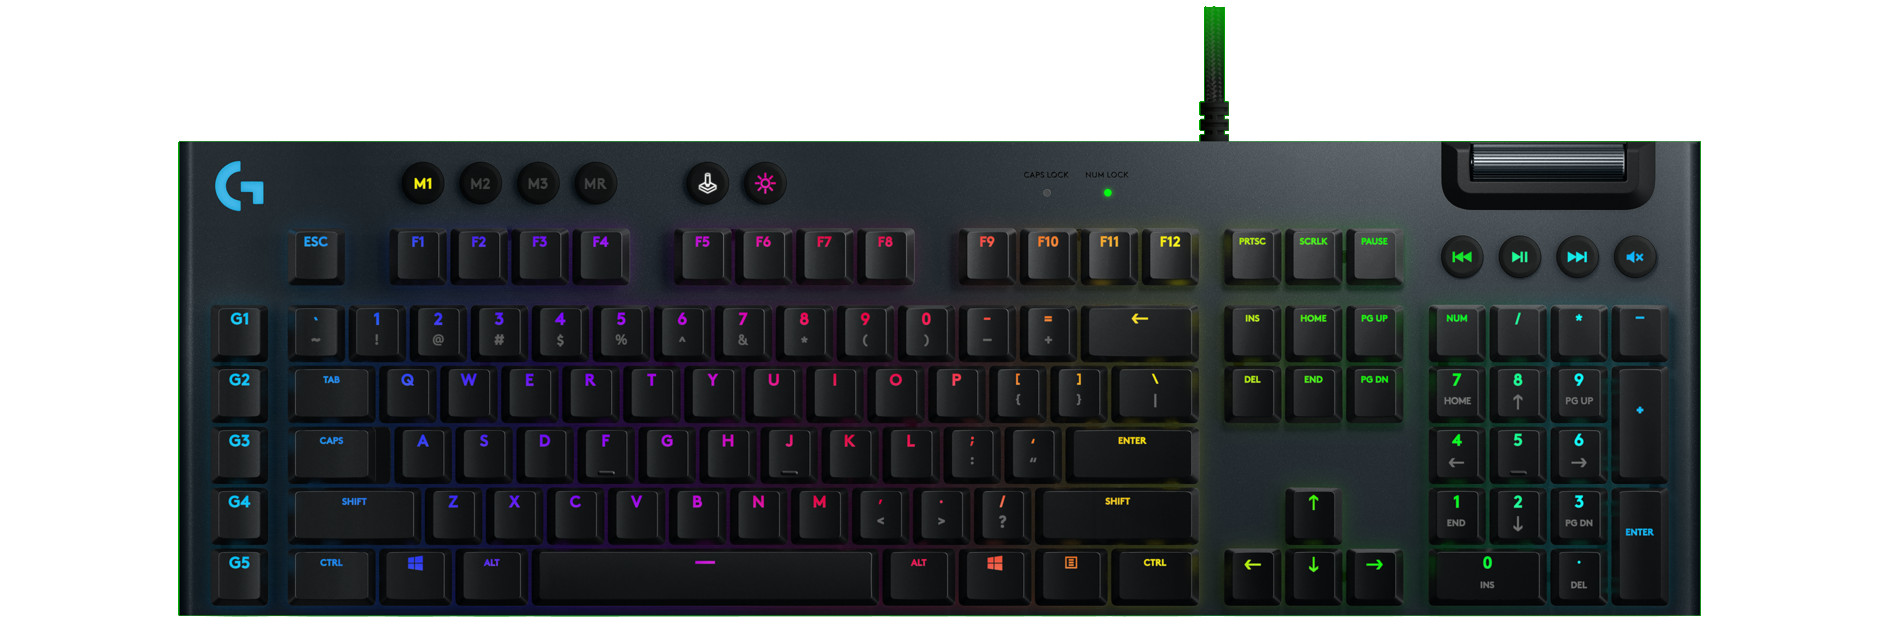 M1 M2 M3 MR CAPS LOCK NUM LOCK
ESC F1 F2 F3 F4 F5 F6 F7 F8 F9 F10 F11 F12 PRTSC SCRLK PAUSE
G1 ` 1 2 3 4 5 6 7 8 9 0 - = ← INS HOME PG UP NUM / * -
~ ! @ # $ % ^ & * ( ) – +
G2 TAB Q W E R T Y U I O P [ ] \ DEL END PG DN 7 8 9 +
{ } | HOME ↑ PG UP
G3 CAPS A S D F G H J K L ; ' ENTER 4 5 6
: “ ← →
G4 SHIFT Z X C V B N M , . / SHIFT ↑ 1 2 3 ENTER
< > ? END ↓ PG DN
G5 CTRL ALT ALT CTRL ← ↓ → 0 .
INS DEL